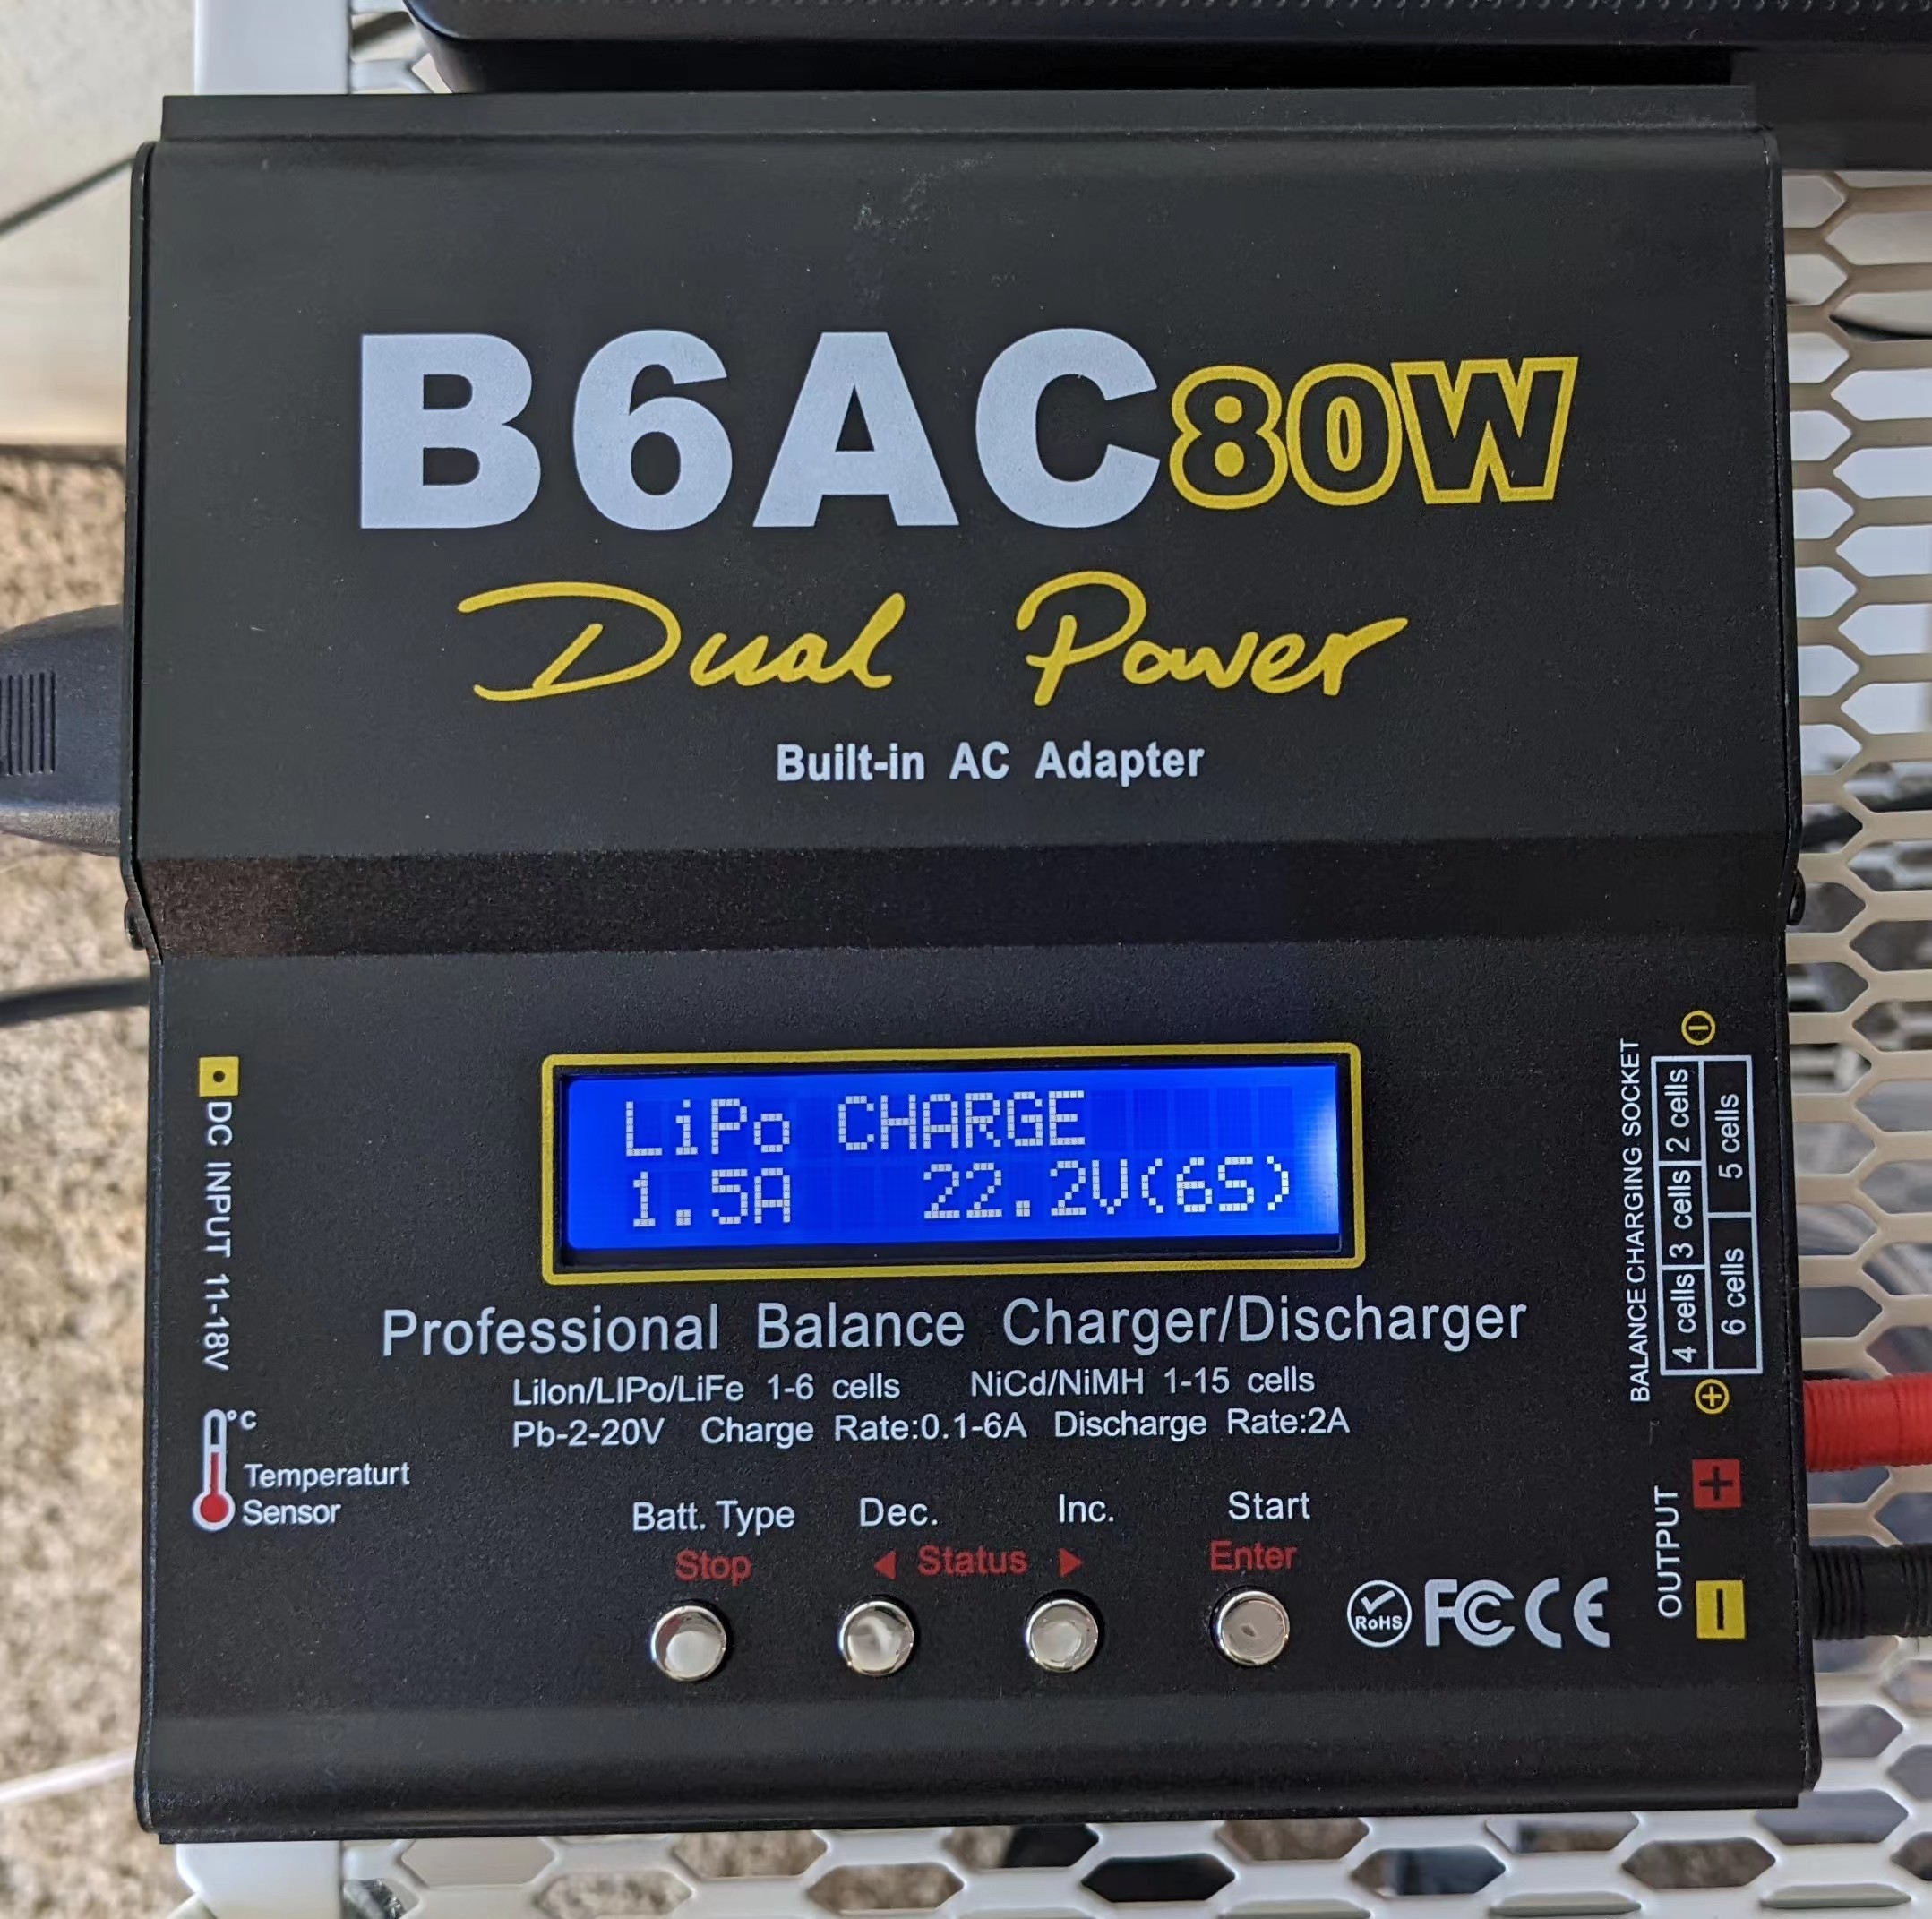 B6AC80W
Dual Power
Built-in AC Adapter
LiPo CHARGE
1.5A 22.2V(6S)
Professional Balance Charger/Discharger
LiIon/LIPo/LiFe 1-6 cells NiCd/NiMH 1-15 cells
Pb-2-20V Charge Rate:0.1-6A Discharge Rate:2A
DC INPUT 11-18V
°C
Temperaturt
Sensor
Batt. Type Dec. Inc. Start
Stop ◀ Status ▶ Enter
RoHS FC CE
BALANCE CHARGING SOCKET
4 cells 3 cells 2 cells
6 cells 5 cells
OUTPUT
+
−